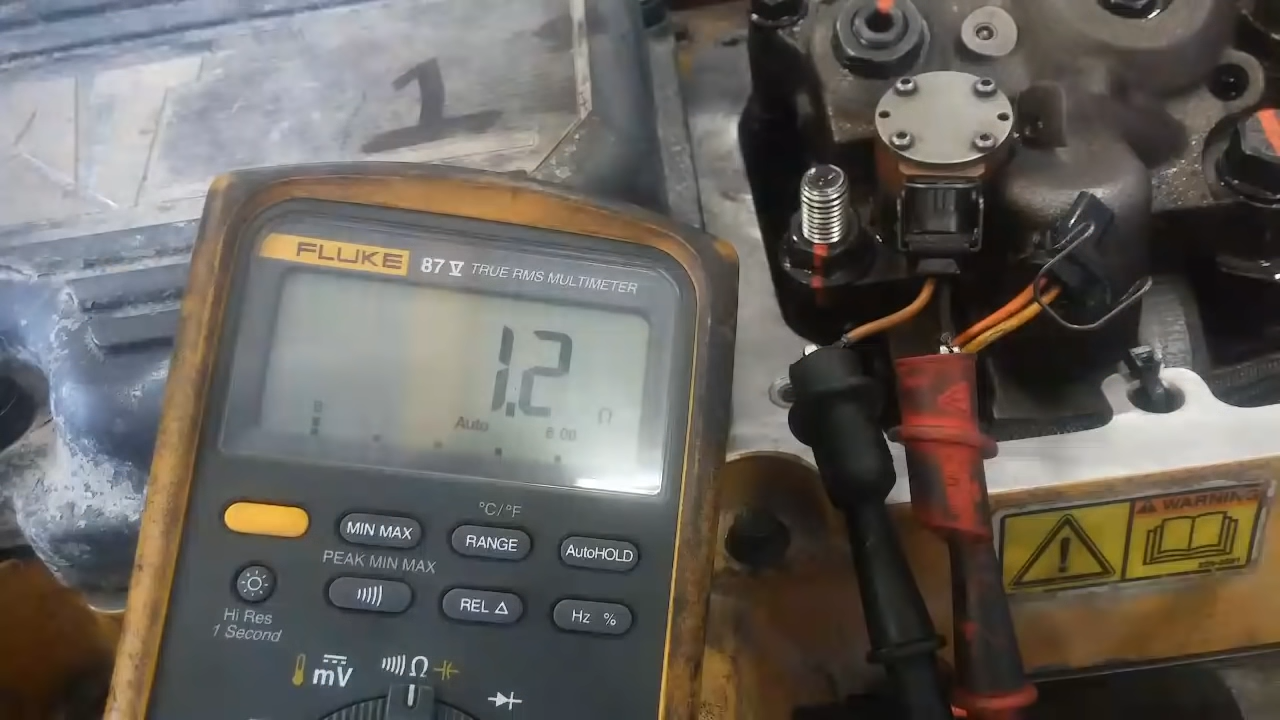 1
FLUKE 87 V TRUE RMS MULTIMETER
1.2
Auto Ω
MIN MAX
°C/°F
RANGE
AutoHOLD
PEAK MIN MAX
Hi Res
1 Second
REL Δ
Hz %
mV
Ω
WARNING